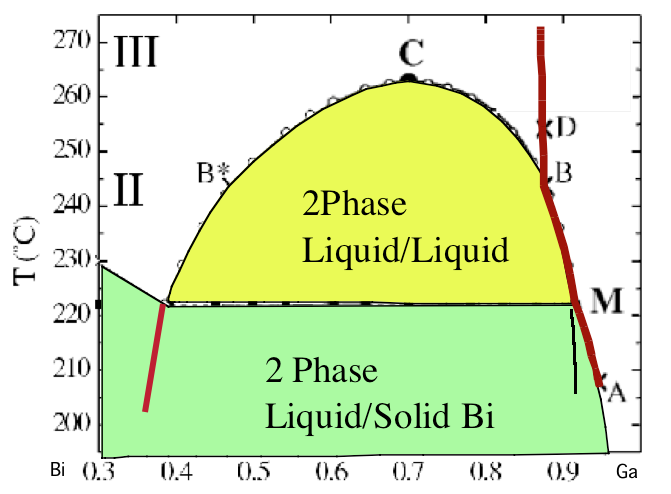 270
III
C
260
D
250
B*
B
II
240
2Phase
Liquid/Liquid
T (°C)
230
M
220
210
2 Phase
A
Liquid/Solid Bi
200
Bi 0.3 0.4 0.5 0.6 0.7 0.8 0.9 Ga